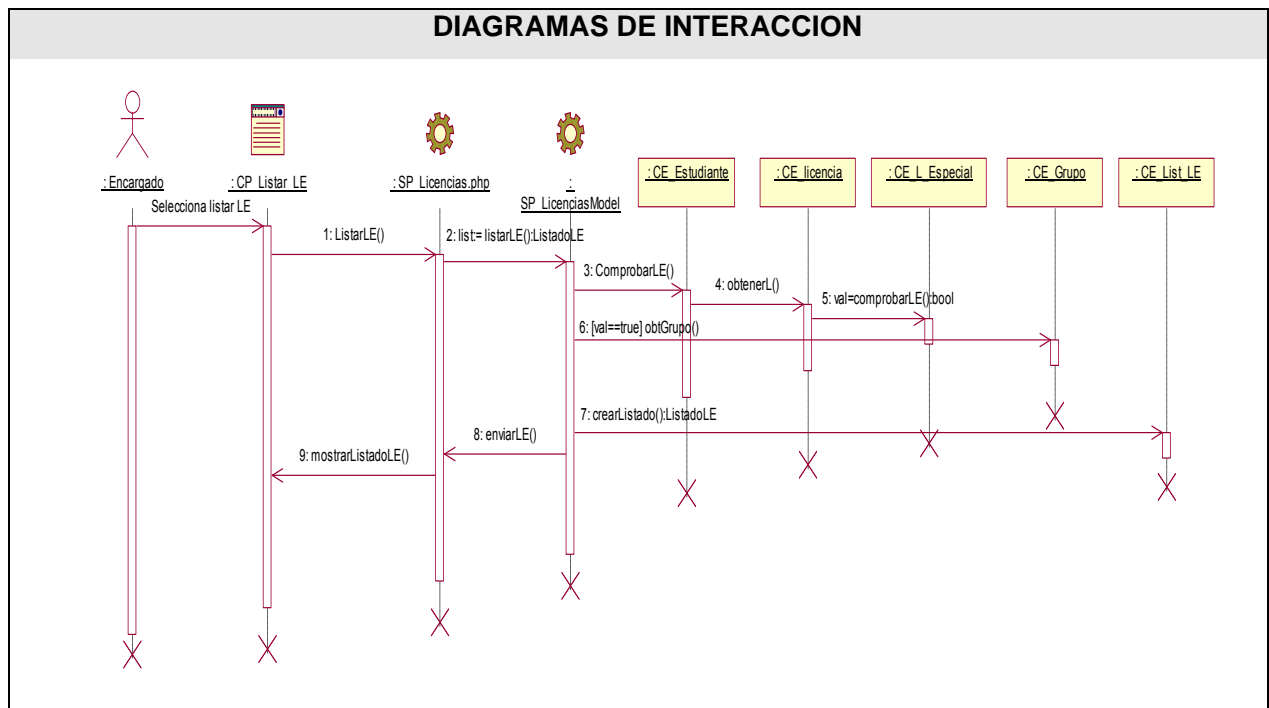 DIAGRAMAS DE INTERACCION
: Encargado
: CP_Listar_LE
: SP_Licencias.php
:
SP_LicenciasModel
: CE_Estudiante
: CE_licencia
: CE_L_Especial
: CE_Grupo
: CE_List_LE
Selecciona listar LE
1: ListarLE()
2: list:= listarLE():ListadoLE
3: ComprobarLE()
4: obtenerL()
5: val=comprobarLE():bool
6: [val==true] obtGrupo()
7: crearListado():ListadoLE
8: enviarLE()
9: mostrarListadoLE()